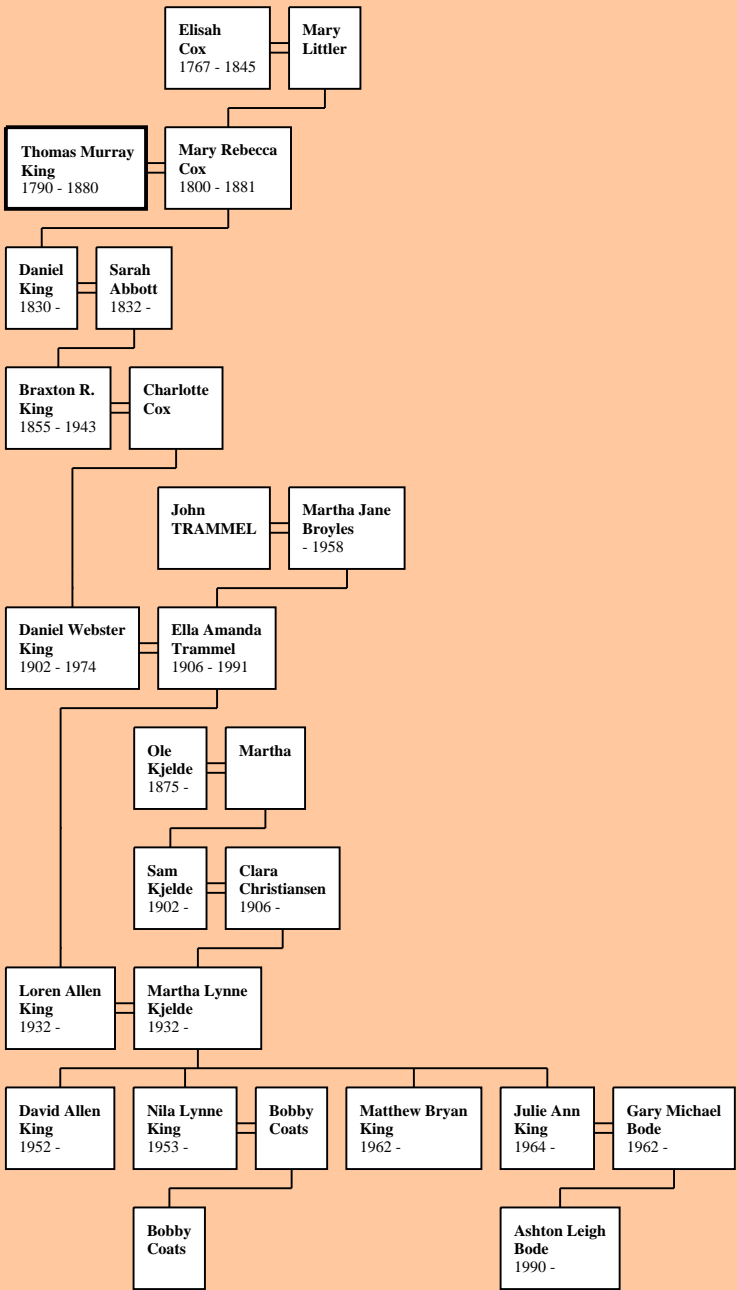 Elisah
Cox
1767 - 1845
Mary
Littler
Thomas Murray
King
1790 - 1880
Mary Rebecca
Cox
1800 - 1881
Daniel
King
1830 -
Sarah
Abbott
1832 -
Braxton R.
King
1855 - 1943
Charlotte
Cox
John
TRAMMEL
Martha Jane
Broyles
- 1958
Daniel Webster
King
1902 - 1974
Ella Amanda
Trammel
1906 - 1991
Ole
Kjelde
1875 -
Martha
Sam
Kjelde
1902 -
Clara
Christiansen
1906 -
Loren Allen
King
1932 -
Martha Lynne
Kjelde
1932 -
David Allen
King
1952 -
Nila Lynne
King
1953 -
Bobby
Coats
Matthew Bryan
King
1962 -
Julie Ann
King
1964 -
Gary Michael
Bode
1962 -
Bobby
Coats
Ashton Leigh
Bode
1990 -